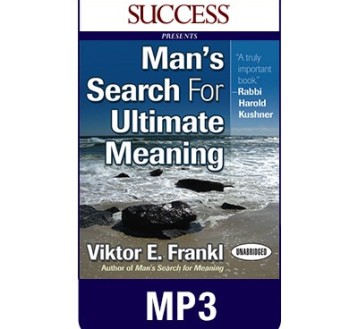 SUCCESS
PRESENTS
Man's
Search For
Ultimate
Meaning
"A truly
important
book."
–Rabbi
Harold
Kushner
Viktor E. Frankl
Author of Man's Search for Meaning
UNABRIDGED
MP3